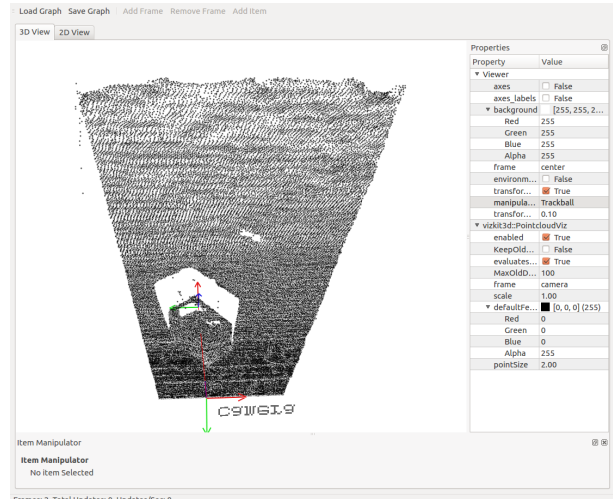 Load Graph Save Graph Add Frame Remove Frame Add Item
3D View 2D View
camera
Properties
Property Value
Viewer
axes False
axes_labels False
background [255, 255, 2...
Red 255
Green 255
Blue 255
Alpha 255
frame center
environm... False
transfor... True
manipula... Trackball
transfor... 0.10
vizkit3d::PointcloudViz
enabled True
KeepOld... False
evaluates... True
MaxOldD... 100
frame camera
scale 1.00
defaultFe... [0, 0, 0] (255)
Red 0
Green 0
Blue 0
Alpha 255
pointSize 2.00
Item Manipulator
Item Manipulator
No item Selected